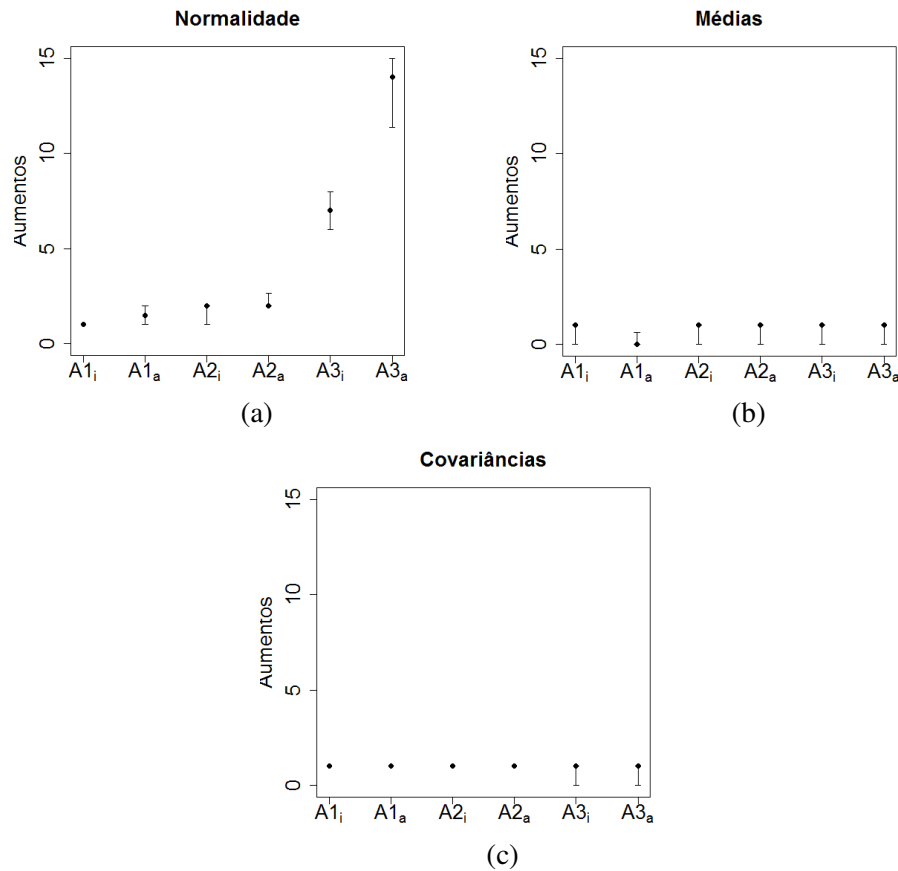 Normalidade
Aumentos
15
10
5
0
A1i A1a A2i A2a A3i A3a
(a)
Médias
Aumentos
15
10
5
0
A1i A1a A2i A2a A3i A3a
(b)
Covariâncias
Aumentos
15
10
5
0
A1i A1a A2i A2a A3i A3a
(c)